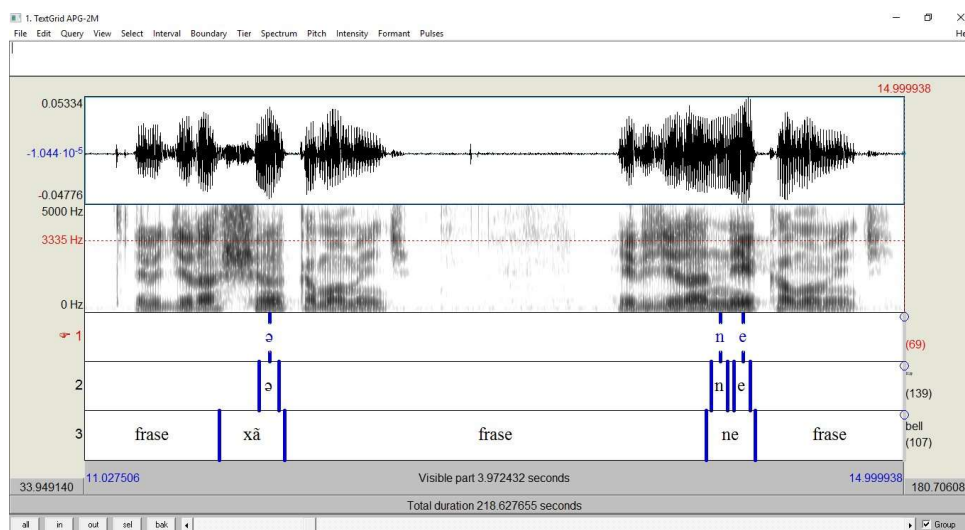 1. TextGrid APG-2M
File Edit Query View Select Interval Boundary Tier Spectrum Pitch Intensity Formant Pulses He
14.999938
0.05334
-1.044·10-5
-0.04776
5000 Hz
3335 Hz
0 Hz
1 ə n e (69)
2 ə n e (139)
3 frase xã frase ne frase bell (107)
11.027506 Visible part 3.972432 seconds 14.999938
33.949140 180.70608
Total duration 218.627655 seconds
all in out sel bak Group